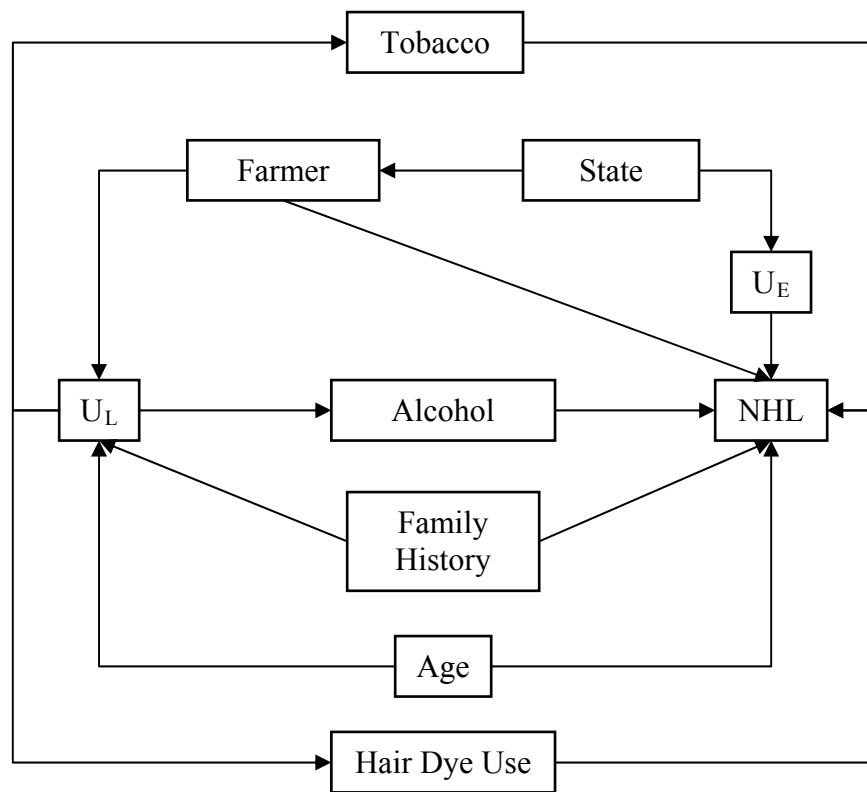 Tobacco
Farmer
State
U_E
U_L
Alcohol
NHL
Family
History
Age
Hair Dye Use